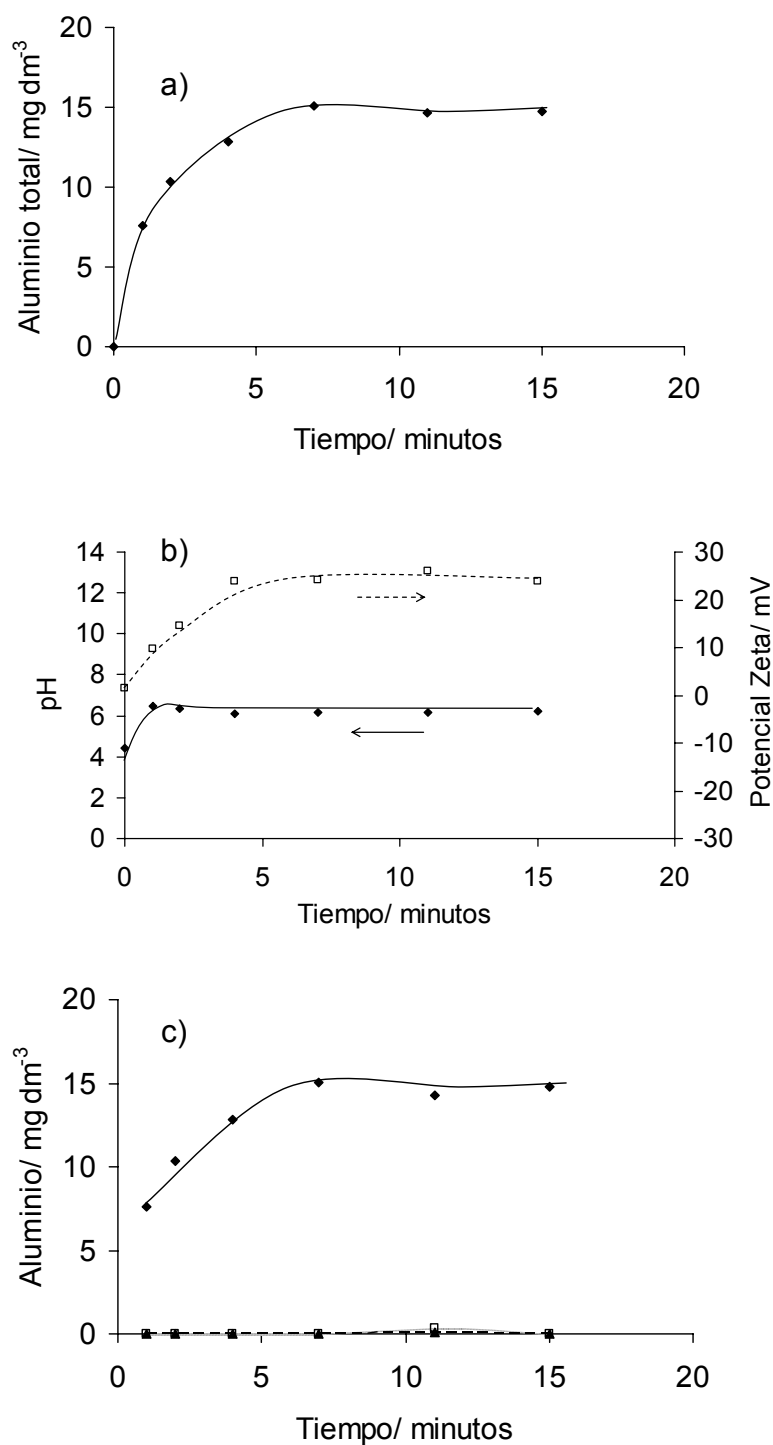 a)
Aluminio total/ mg dm-3
20
15
10
5
0
0 5 10 15 20
Tiempo/ minutos
b)
pH
14
12
10
8
6
4
2
0
30
20
10
0
-10
-20
-30
Potencial Zeta/ mV
0 5 10 15 20
Tiempo/ minutos
c)
Aluminio/ mg dm-3
20
15
10
5
0
0 5 10 15 20
Tiempo/ minutos